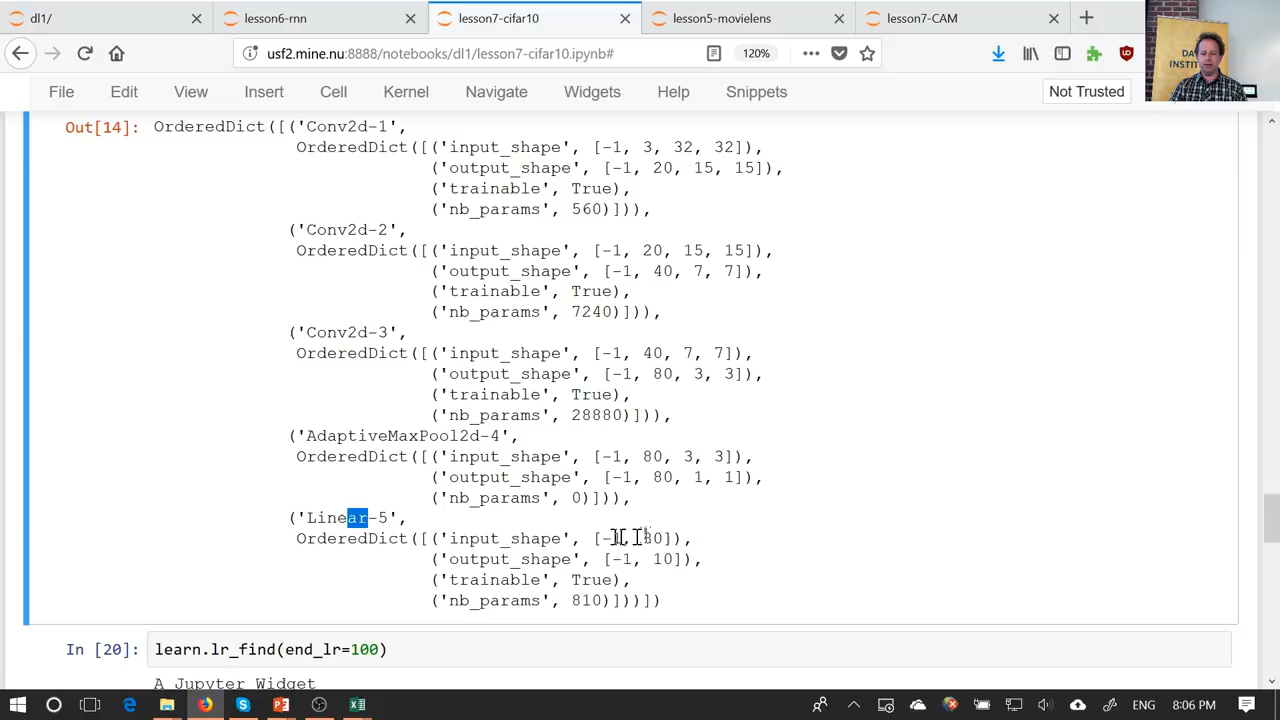 dl1/
lesson6-rnn
lesson7-cifar10
lesson5-movielens
lesson7-CAM
usf2.mine.nu:8888/notebooks/dl1/lesson7-cifar10.ipynb#
120%
File Edit View Insert Cell Kernel Navigate Widgets Help Snippets
Not Trusted
Out[14]: OrderedDict([('Conv2d-1',
OrderedDict([('input_shape', [-1, 3, 32, 32]),
('output_shape', [-1, 20, 15, 15]),
('trainable', True),
('nb_params', 560)])),
('Conv2d-2',
OrderedDict([('input_shape', [-1, 20, 15, 15]),
('output_shape', [-1, 40, 7, 7]),
('trainable', True),
('nb_params', 7240)])),
('Conv2d-3',
OrderedDict([('input_shape', [-1, 40, 7, 7]),
('output_shape', [-1, 80, 3, 3]),
('trainable', True),
('nb_params', 28880)])),
('AdaptiveMaxPool2d-4',
OrderedDict([('input_shape', [-1, 80, 3, 3]),
('output_shape', [-1, 80, 1, 1]),
('nb_params', 0)])),
('Linear-5',
OrderedDict([('input_shape', [-1, 80]),
('output_shape', [-1, 10]),
('trainable', True),
('nb_params', 810)]))])
In [20]: learn.lr_find(end_lr=100)
A Jupyter Widget
ENG
8:06 PM